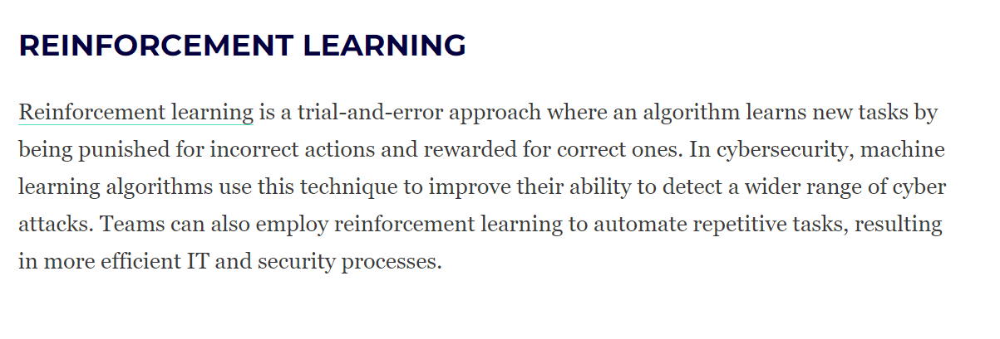 REINFORCEMENT LEARNING
Reinforcement learning is a trial-and-error approach where an algorithm learns new tasks by
being punished for incorrect actions and rewarded for correct ones. In cybersecurity, machine
learning algorithms use this technique to improve their ability to detect a wider range of cyber
attacks. Teams can also employ reinforcement learning to automate repetitive tasks, resulting
in more efficient IT and security processes.